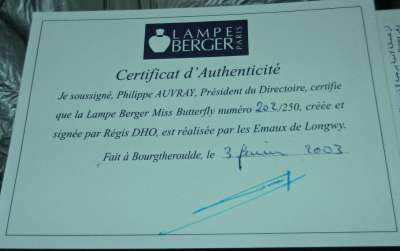 LAMPE
BERGER
PARIS
Certificat d'Authenticité
Je soussigné, Philippe AUVRAY, Président du Directoire, certifie
que la Lampe Berger Miss Butterfly numéro 202/250, créée et
signée par Régis DHO, est réalisée par les Emaux de Longwy.
Fait à Bourgtheroulde, le 3 février 2003